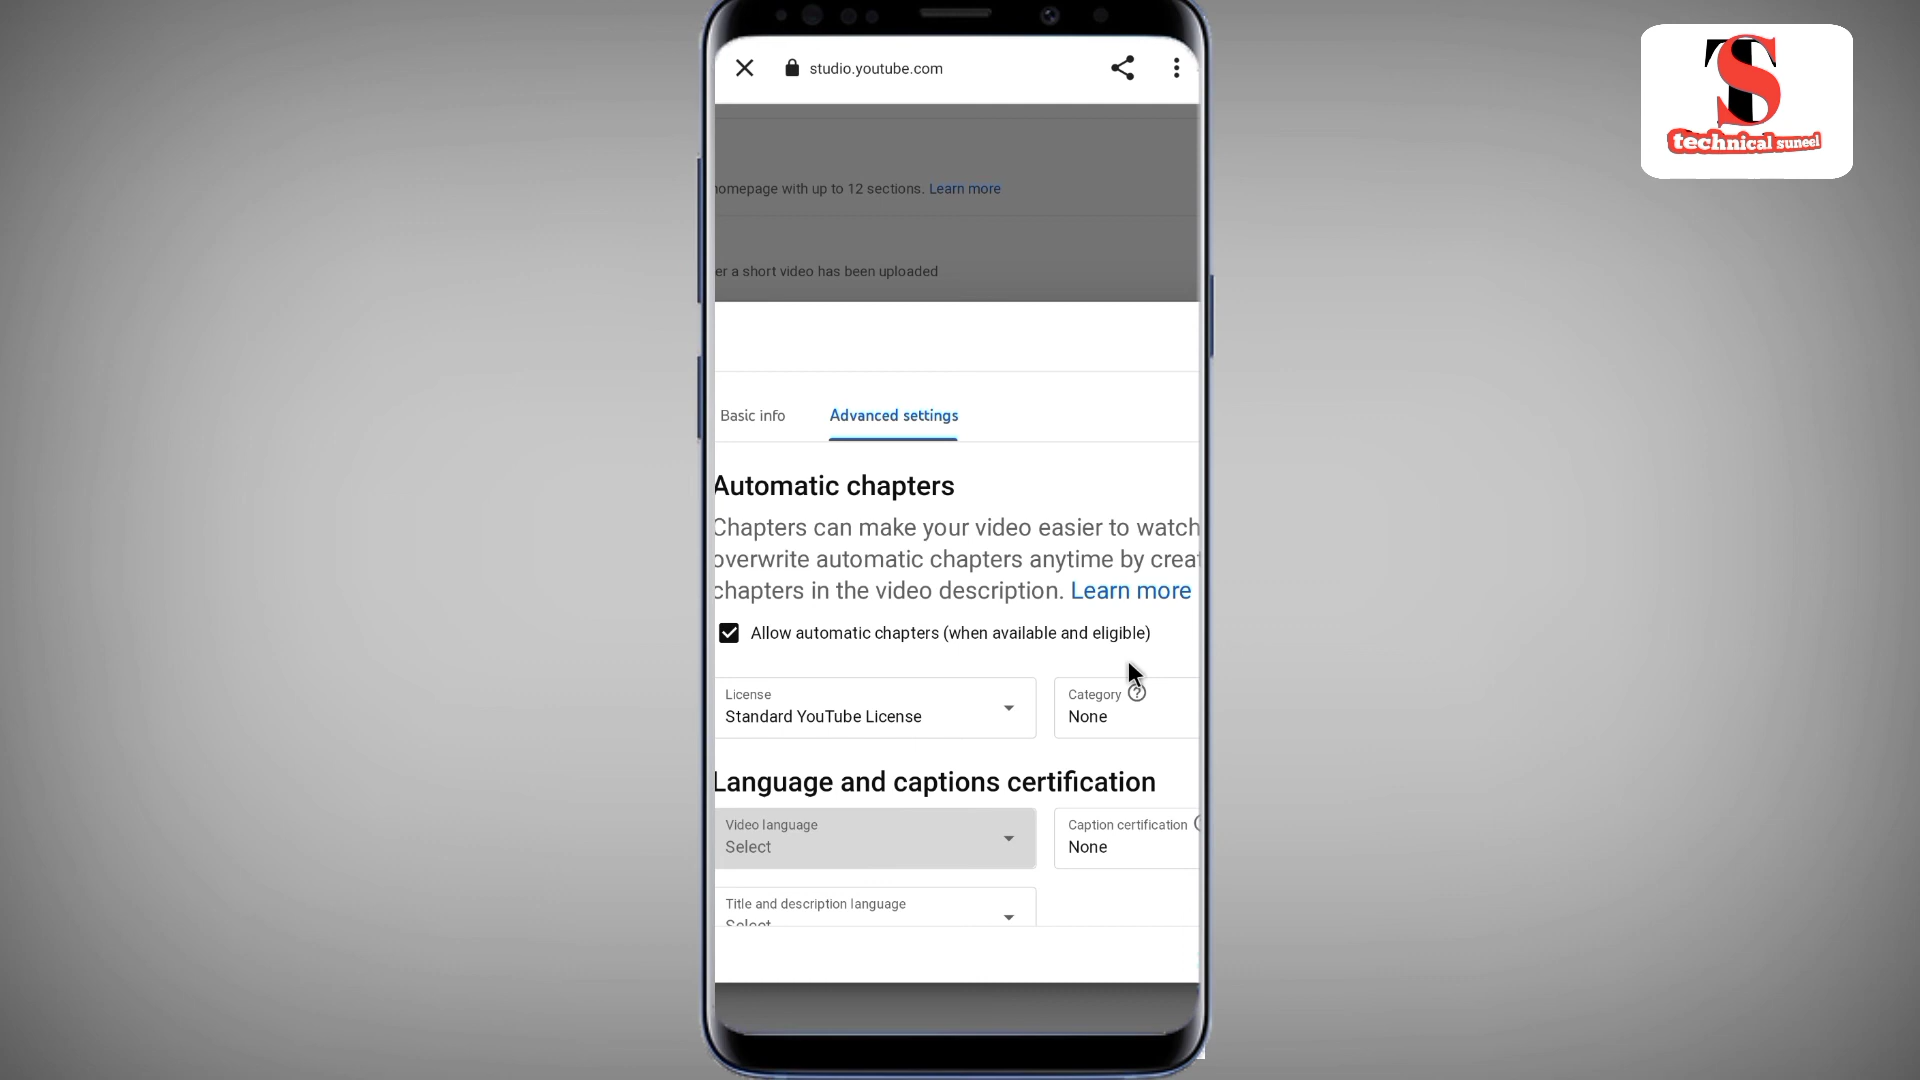 studio.youtube.com
TS
technical suneel
homepage with up to 12 sections. Learn more
er a short video has been uploaded
Basic info
Advanced settings
Automatic chapters
Chapters can make your video easier to watch
overwrite automatic chapters anytime by creat
chapters in the video description. Learn more
Allow automatic chapters (when available and eligible)
License
Standard YouTube License
Category
None
Language and captions certification
Video language
Select
Caption certification
None
Title and description language
Select